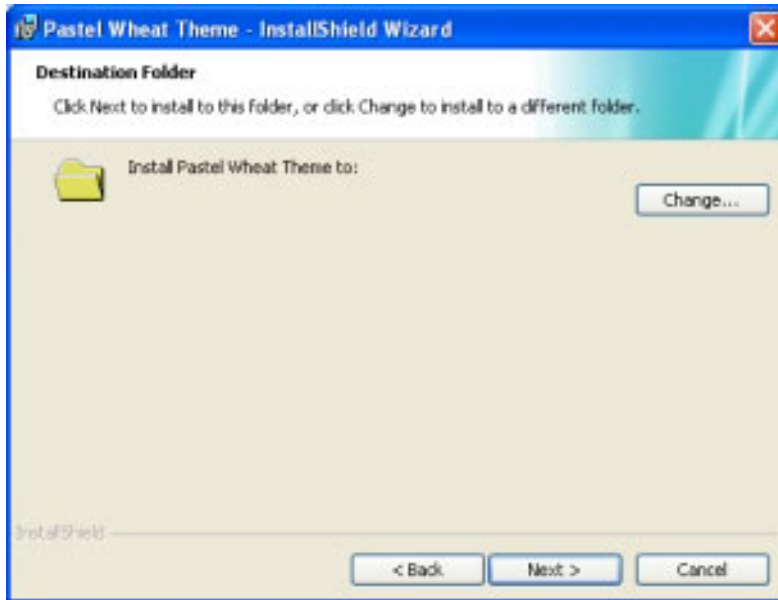 Pastel Wheat Theme - InstallShield Wizard
Destination Folder
Click Next to install to this folder, or click Change to install to a different folder.
Install Pastel Wheat Theme to:
Change...
InstallShield
< Back
Next >
Cancel